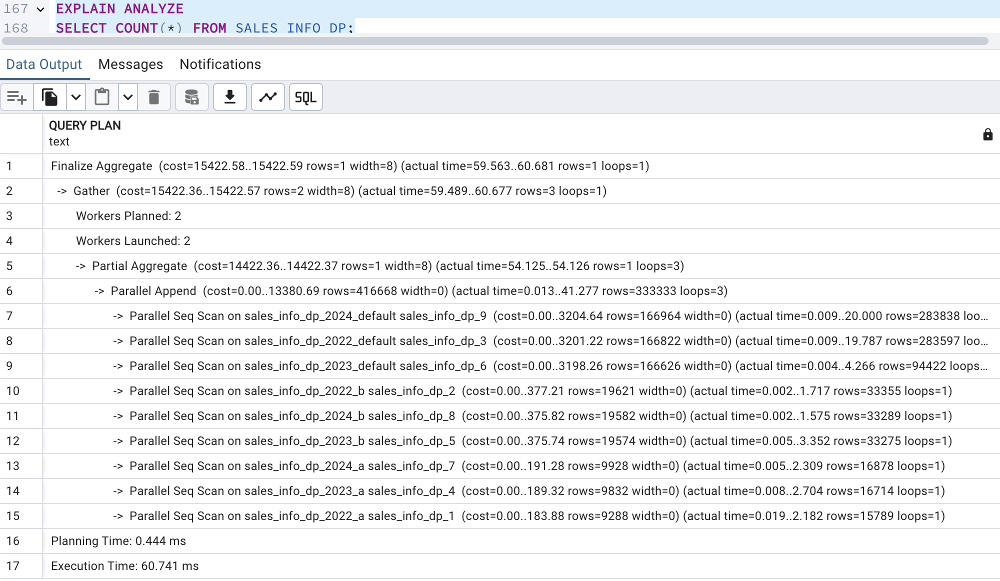 167 EXPLAIN ANALYZE
168 SELECT COUNT(*) FROM SALES_INFO_DP;
Data Output Messages Notifications
SQL
QUERY PLAN
text
1 Finalize Aggregate (cost=15422.58..15422.59 rows=1 width=8) (actual time=59.563..60.681 rows=1 loops=1)
2 -> Gather (cost=15422.36..15422.57 rows=2 width=8) (actual time=59.489..60.677 rows=3 loops=1)
3 Workers Planned: 2
4 Workers Launched: 2
5 -> Partial Aggregate (cost=14422.36..14422.37 rows=1 width=8) (actual time=54.125..54.126 rows=1 loops=3)
6 -> Parallel Append (cost=0.00..13380.69 rows=416668 width=0) (actual time=0.013..41.277 rows=333333 loops=3)
7 -> Parallel Seq Scan on sales_info_dp_2024_default sales_info_dp_9 (cost=0.00..3204.64 rows=166964 width=0) (actual time=0.009..20.000 rows=283838 loo...
8 -> Parallel Seq Scan on sales_info_dp_2022_default sales_info_dp_3 (cost=0.00..3201.22 rows=166822 width=0) (actual time=0.009..19.787 rows=283597 loo...
9 -> Parallel Seq Scan on sales_info_dp_2023_default sales_info_dp_6 (cost=0.00..3198.26 rows=166626 width=0) (actual time=0.004..4.266 rows=94422 loops...
10 -> Parallel Seq Scan on sales_info_dp_2022_b sales_info_dp_2 (cost=0.00..377.21 rows=19621 width=0) (actual time=0.002..1.717 rows=33355 loops=1)
11 -> Parallel Seq Scan on sales_info_dp_2024_b sales_info_dp_8 (cost=0.00..375.82 rows=19582 width=0) (actual time=0.002..1.575 rows=33289 loops=1)
12 -> Parallel Seq Scan on sales_info_dp_2023_b sales_info_dp_5 (cost=0.00..375.74 rows=19574 width=0) (actual time=0.005..3.352 rows=33275 loops=1)
13 -> Parallel Seq Scan on sales_info_dp_2024_a sales_info_dp_7 (cost=0.00..191.28 rows=9928 width=0) (actual time=0.005..2.309 rows=16878 loops=1)
14 -> Parallel Seq Scan on sales_info_dp_2023_a sales_info_dp_4 (cost=0.00..189.32 rows=9832 width=0) (actual time=0.008..2.704 rows=16714 loops=1)
15 -> Parallel Seq Scan on sales_info_dp_2022_a sales_info_dp_1 (cost=0.00..183.88 rows=9288 width=0) (actual time=0.019..2.182 rows=15789 loops=1)
16 Planning Time: 0.444 ms
17 Execution Time: 60.741 ms